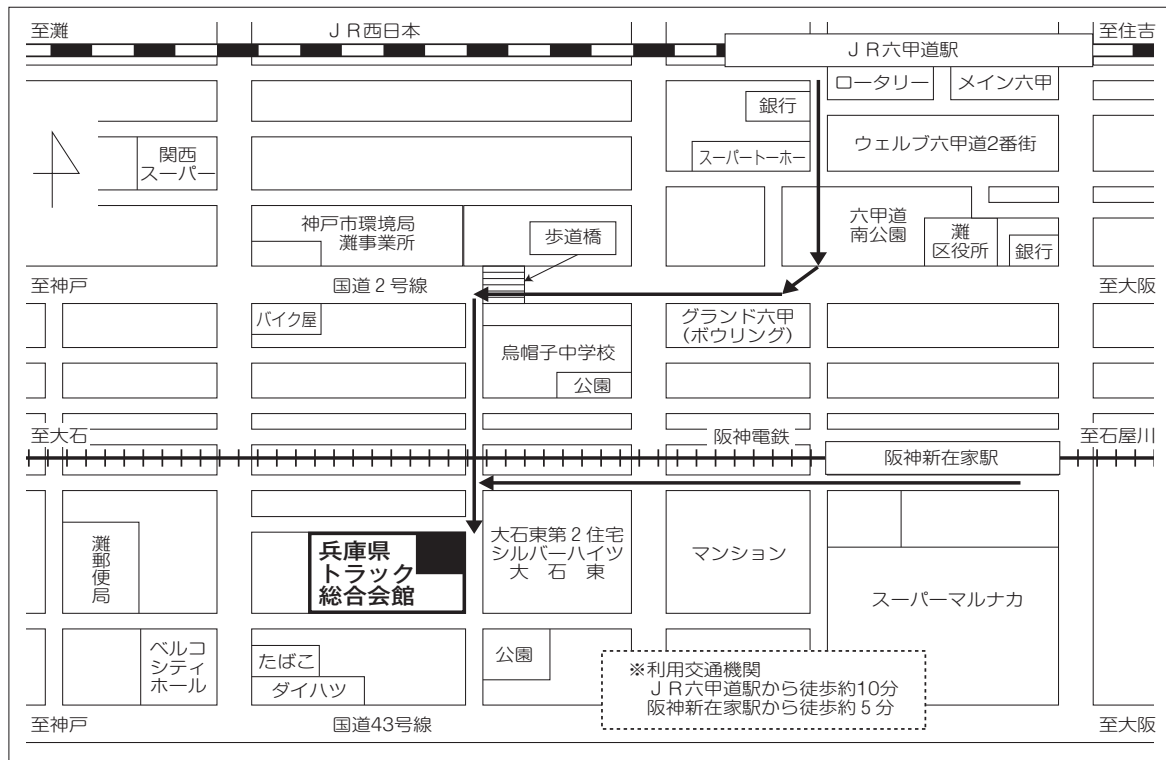 至灘
ＪＲ西日本
至住吉
ＪＲ六甲道駅
ロータリー
メイン六甲
銀行
関西
スーパー
スーパートーホー
ウェルブ六甲道2番街
神戸市環境局
灘事業所
歩道橋
六甲道
南公園
灘
区役所
銀行
至神戸
国道２号線
至大阪
バイク屋
グランド六甲
(ボウリング)
烏帽子中学校
公園
至大石
阪神電鉄
至石屋川
阪神新在家駅
灘
郵
便
局
兵庫県
トラック
総合会館
大石東第２住宅
シルバーハイツ
大　石　東
マンション
スーパーマルナカ
ベルコ
シティ
ホール
たばこ
ダイハツ
公園
※利用交通機関
ＪＲ六甲道駅から徒歩約10分
阪神新在家駅から徒歩約５分
至神戸
国道43号線
至大阪